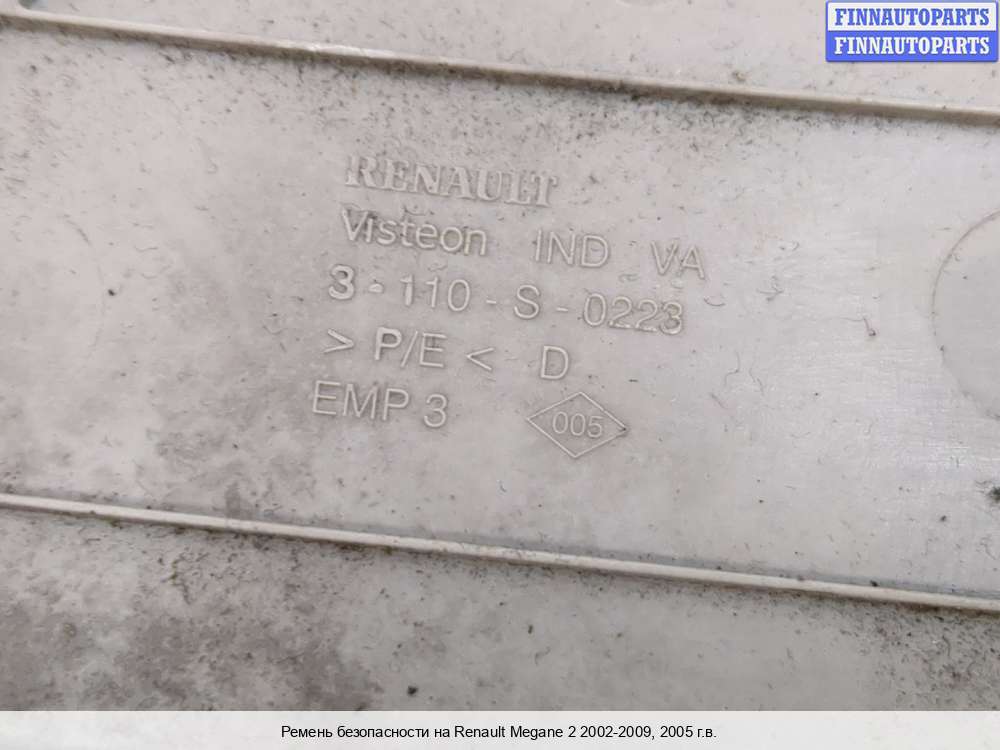 FINNAUTOPARTS
FINNAUTOPARTS
RENAULT
Visteon IND VA
3-110-S-0223
> P/E < D
EMP 3 005
Ремень безопасности на Renault Megane 2 2002-2009, 2005 г.в.